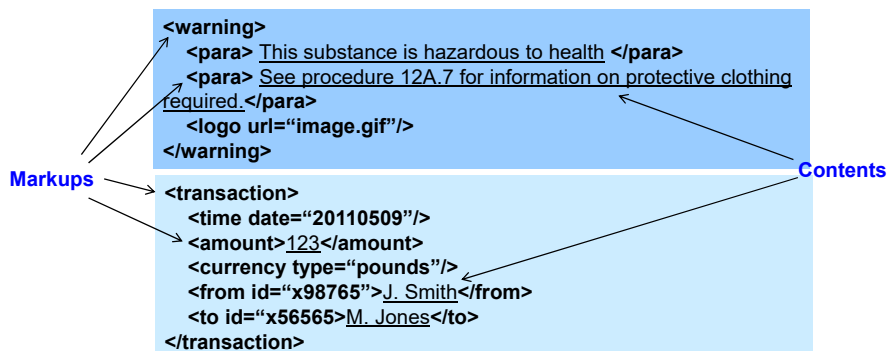 <warning>
<para> This substance is hazardous to health </para>
<para> See procedure 12A.7 for information on protective clothing
required.</para>
<logo url=“image.gif”/>
</warning>
Markups
Contents
<transaction>
<time date=“20110509”/>
<amount>123</amount>
<currency type=“pounds”/>
<from id=“x98765”>J. Smith</from>
<to id=“x56565>M. Jones</to>
</transaction>